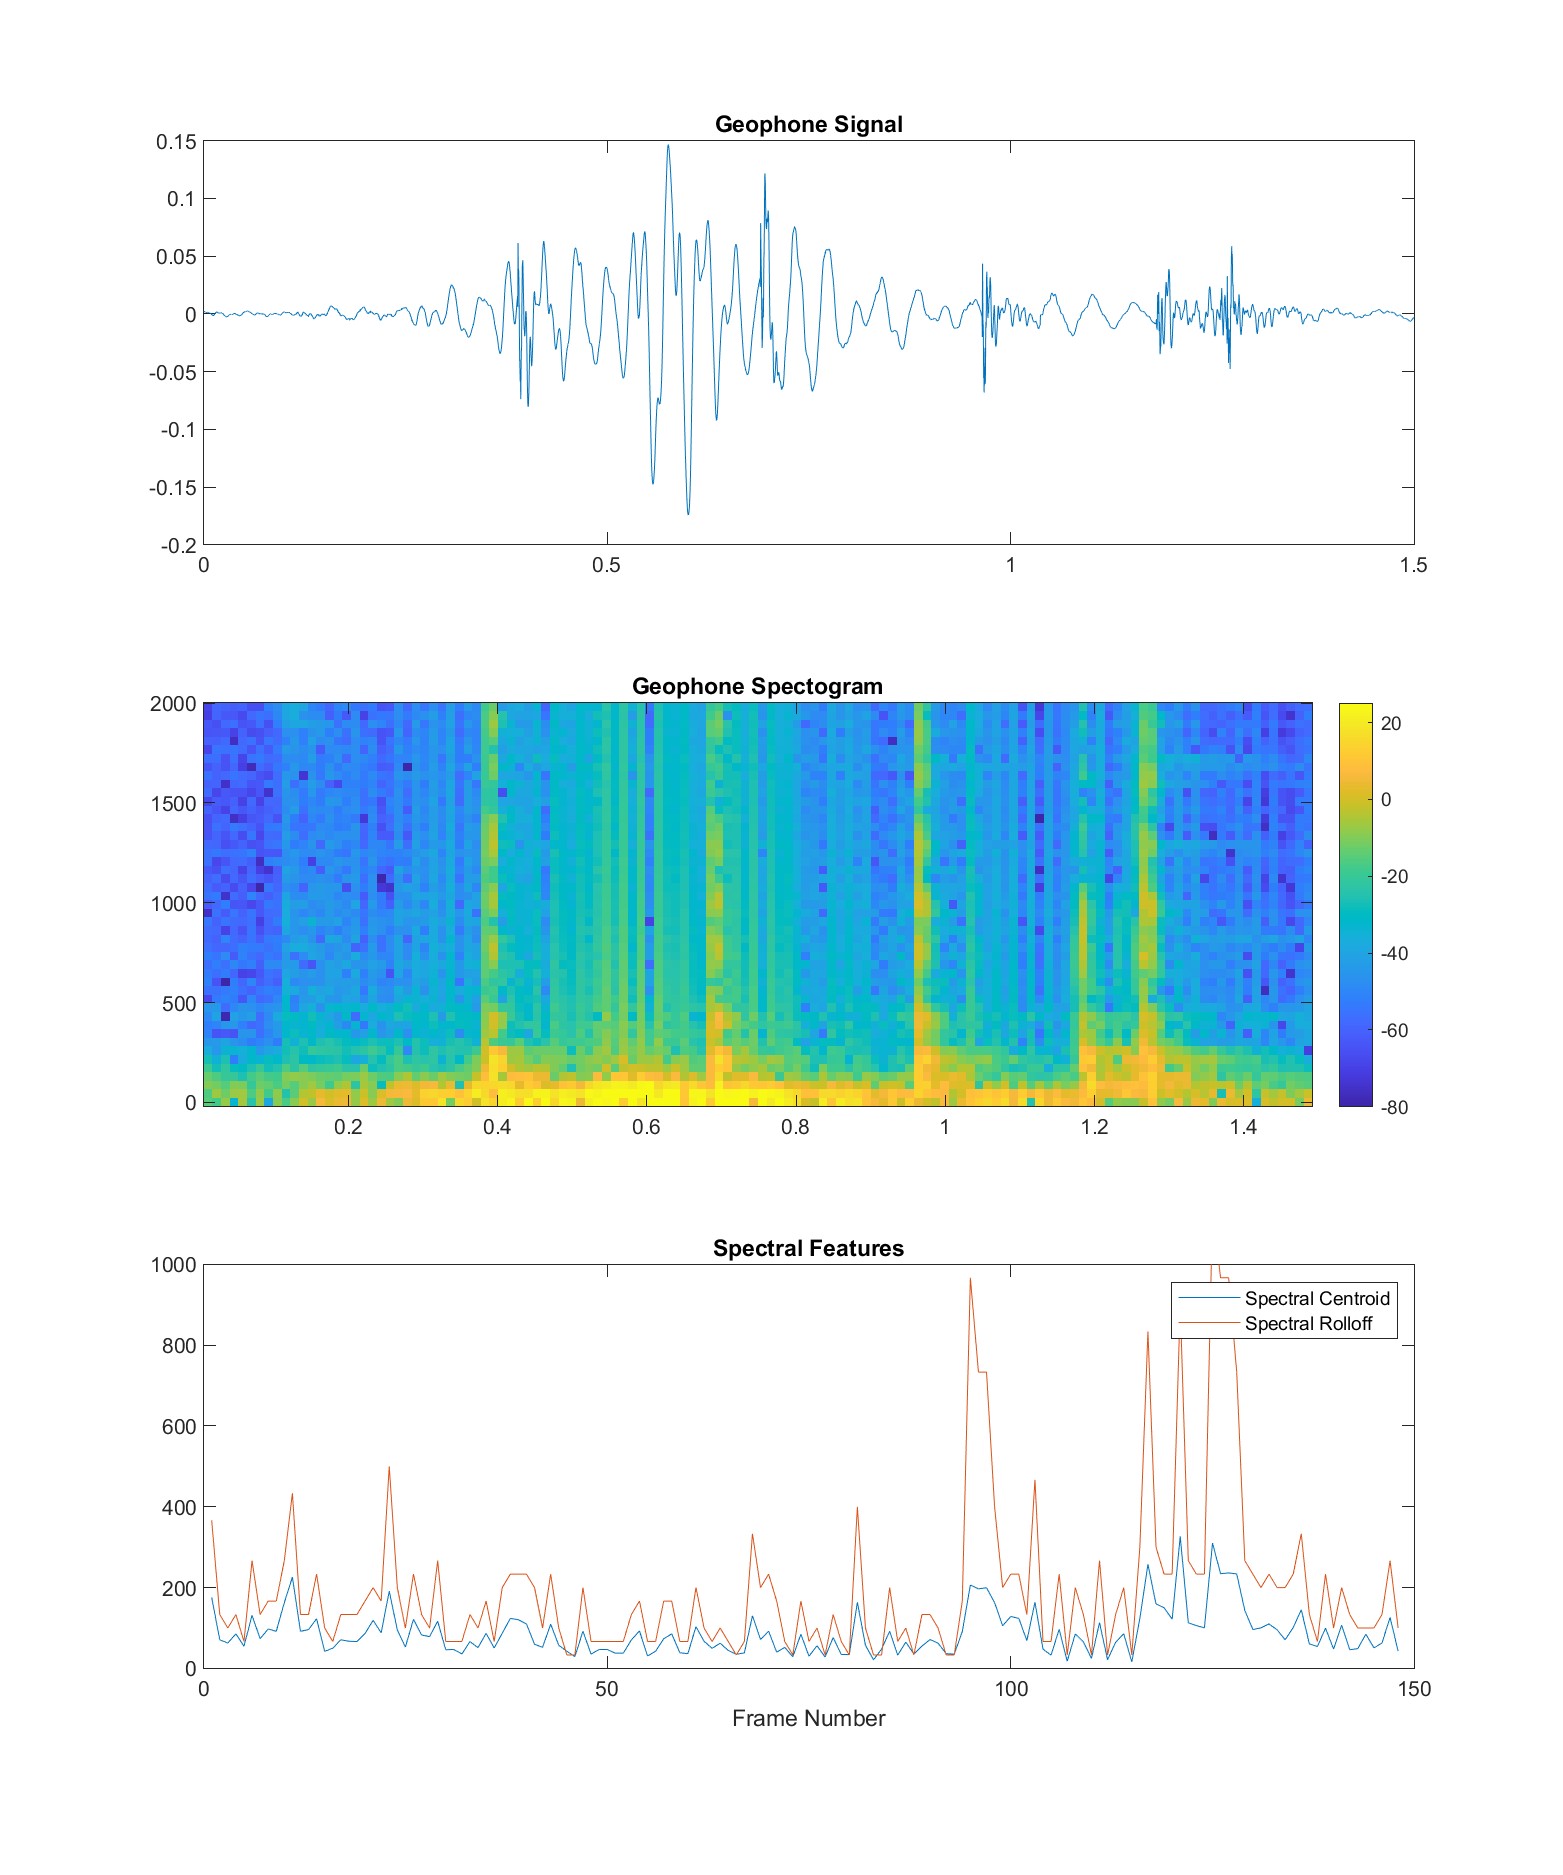 Geophone Signal
0.15
0.1
0.05
0
-0.05
-0.1
-0.15
-0.2
0 0.5 1 1.5
Geophone Spectogram
2000
1500
1000
500
0
20
0
-20
-40
-60
-80
0.2 0.4 0.6 0.8 1 1.2 1.4
Spectral Features
1000
800
600
400
200
0
Spectral Centroid
Spectral Rolloff
0 50 100 150
Frame Number